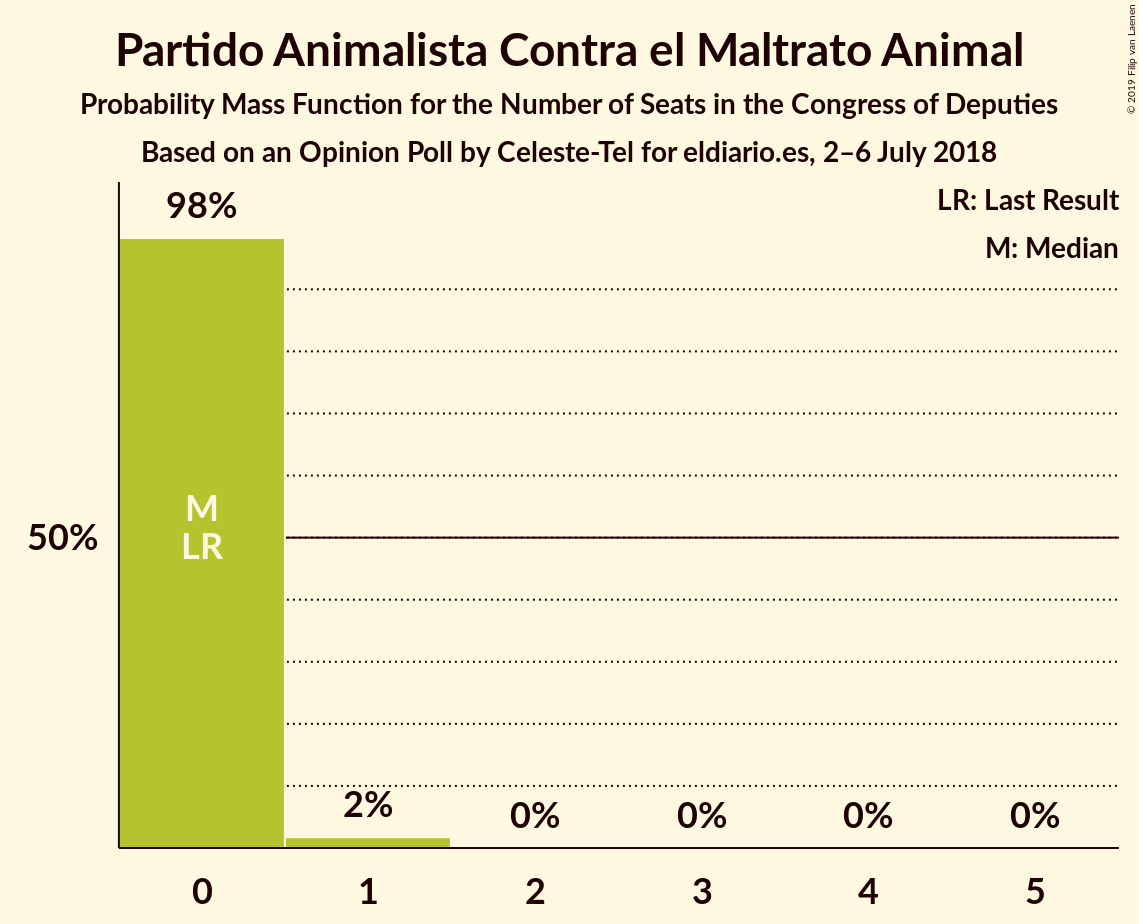 Partido Animalista Contra el Maltrato Animal
Probability Mass Function for the Number of Seats in the Congress of Deputies
Based on an Opinion Poll by Celeste-Tel for eldiario.es, 2–6 July 2018
© 2019 Filip van Laenen
LR: Last Result
M: Median
98%
M
LR
50%
2%
0%
0%
0%
0%
0
1
2
3
4
5